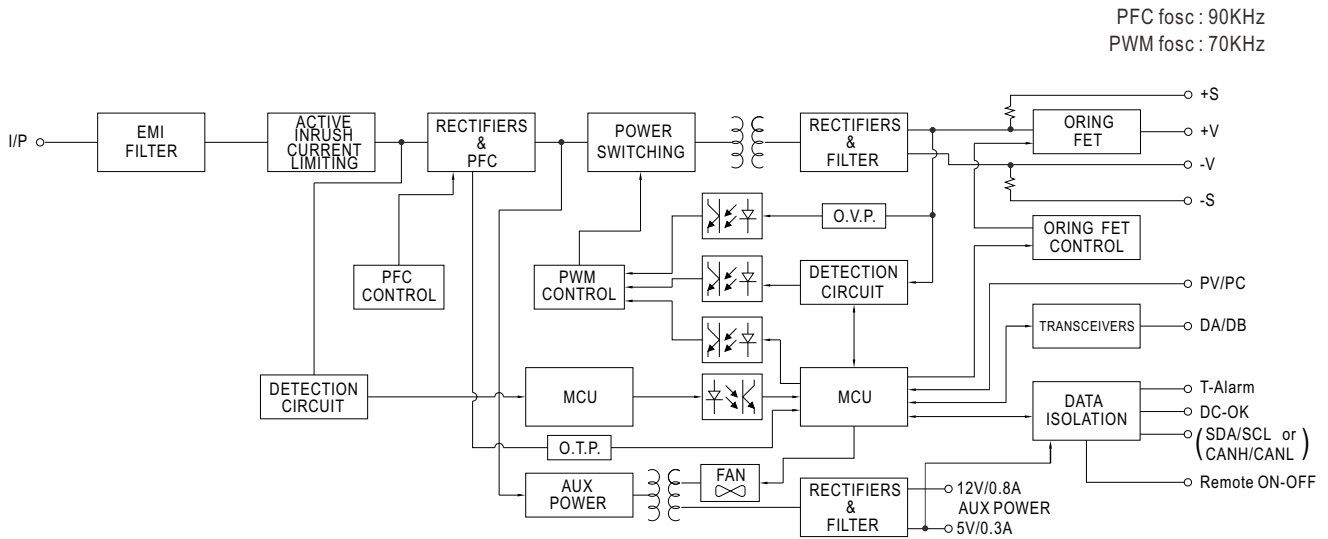 PFC fosc : 90KHz
PWM fosc : 70KHz
I/P
EMI
FILTER
ACTIVE
INRUSH
CURRENT
LIMITING
RECTIFIERS
&
PFC
POWER
SWITCHING
RECTIFIERS
&
FILTER
ORING
FET
+S
+V
-V
-S
O.V.P.
ORING FET
CONTROL
PFC
CONTROL
PWM
CONTROL
DETECTION
CIRCUIT
PV/PC
TRANSCEIVERS
DA/DB
DETECTION
CIRCUIT
MCU
MCU
DATA
ISOLATION
T-Alarm
DC-OK
(SDA/SCL or
CANH/CANL)
Remote ON-OFF
O.T.P.
AUX
POWER
FAN
RECTIFIERS
&
FILTER
12V/0.8A
AUX POWER
5V/0.3A